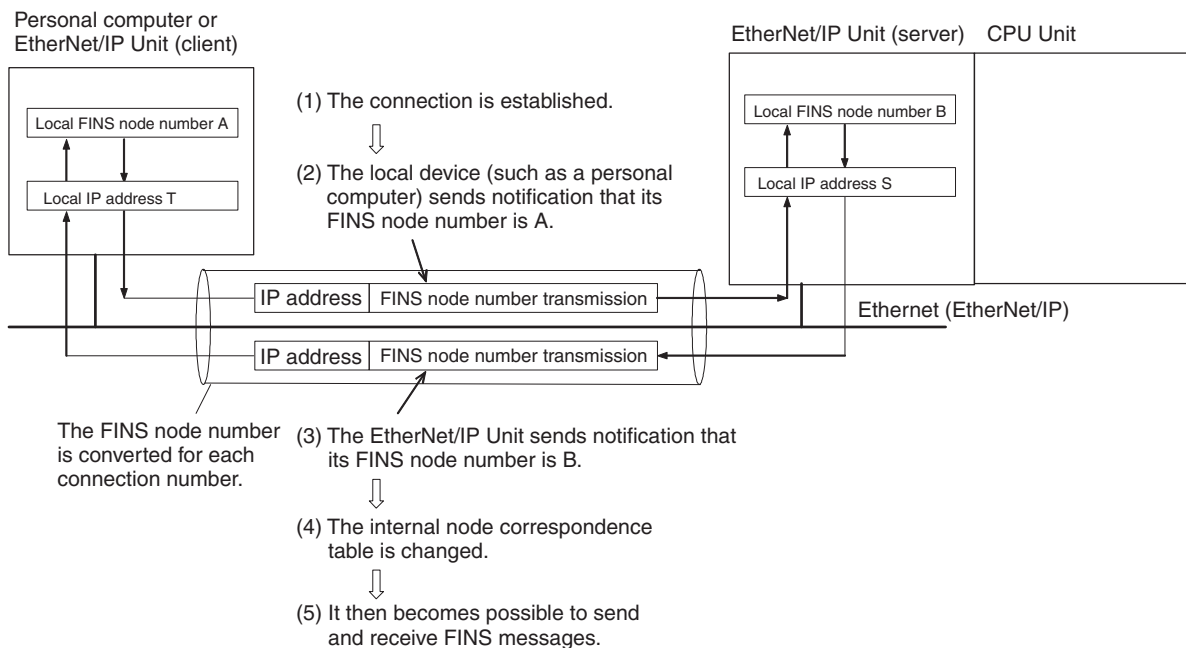 Personal computer or
EtherNet/IP Unit (client)
EtherNet/IP Unit (server)
CPU Unit
Local FINS node number A
Local IP address T
(1) The connection is established.
(2) The local device (such as a personal
computer) sends notification that its
FINS node number is A.
Local FINS node number B
Local IP address S
IP address
FINS node number transmission
Ethernet (EtherNet/IP)
IP address
FINS node number transmission
The FINS node number
is converted for each
connection number.
(3) The EtherNet/IP Unit sends notification that
its FINS node number is B.
(4) The internal node correspondence
table is changed.
(5) It then becomes possible to send
and receive FINS messages.